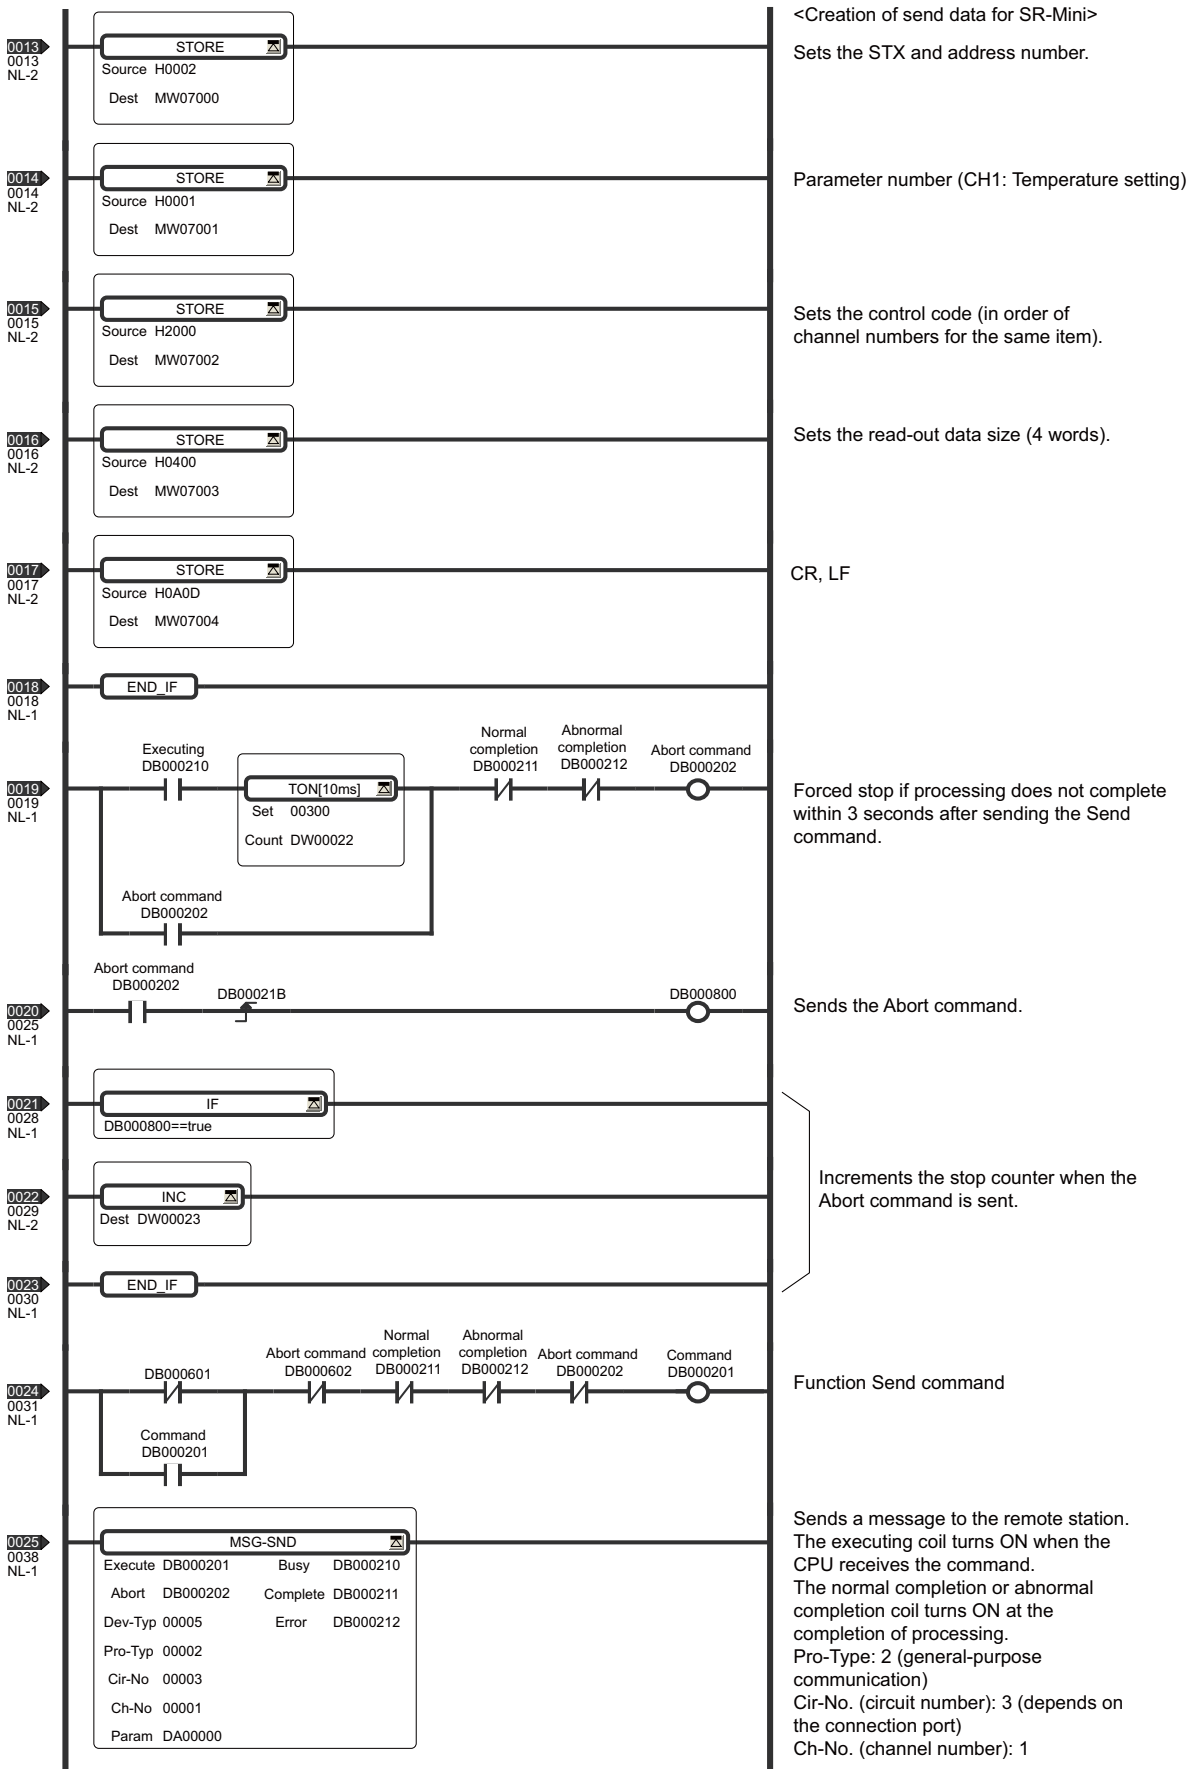 <Creation of send data for SR-Mini>
0013
0013
NL-2
STORE
Source H0002
Dest MW07000
Sets the STX and address number.
0014
0014
NL-2
STORE
Source H0001
Dest MW07001
Parameter number (CH1: Temperature setting)
0015
0015
NL-2
STORE
Source H2000
Dest MW07002
Sets the control code (in order of
channel numbers for the same item).
0016
0016
NL-2
STORE
Source H0400
Dest MW07003
Sets the read-out data size (4 words).
0017
0017
NL-2
STORE
Source H0A0D
Dest MW07004
CR, LF
0018
0018
NL-1
END_IF
0019
0019
NL-1
Executing
DB000210
TON[10ms]
Set 00300
Count DW00022
Normal
completion
DB000211
Abnormal
completion
DB000212
Abort command
DB000202
Abort command
DB000202
Forced stop if processing does not complete
within 3 seconds after sending the Send
command.
0020
0025
NL-1
Abort command
DB000202
DB00021B
DB000800
Sends the Abort command.
0021
0028
NL-1
IF
DB000800==true
0022
0029
NL-2
INC
Dest DW00023
Increments the stop counter when the
Abort command is sent.
0023
0030
NL-1
END_IF
0024
0031
NL-1
DB000601
Abort command
DB000602
Normal
completion
DB000211
Abnormal
completion
DB000212
Abort command
DB000202
Command
DB000201
Command
DB000201
Function Send command
0025
0038
NL-1
MSG-SND
Execute DB000201 Busy DB000210
Abort DB000202 Complete DB000211
Dev-Typ 00005 Error DB000212
Pro-Typ 00002
Cir-No 00003
Ch-No 00001
Param DA00000
Sends a message to the remote station.
The executing coil turns ON when the
CPU receives the command.
The normal completion or abnormal
completion coil turns ON at the
completion of processing.
Pro-Type: 2 (general-purpose
communication)
Cir-No. (circuit number): 3 (depends on
the connection port)
Ch-No. (channel number): 1